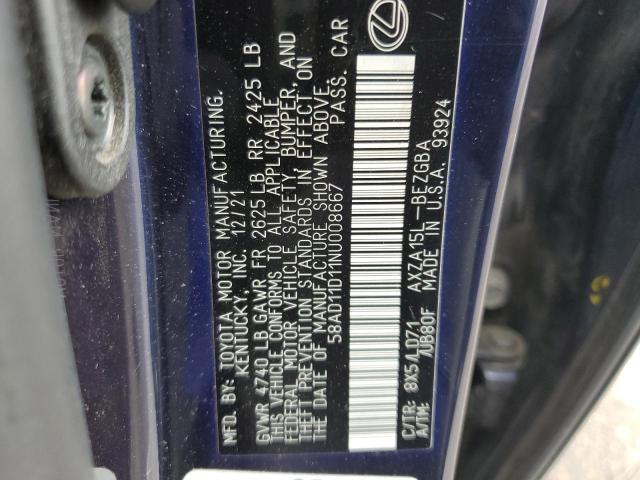 MFD. BY: TOYOTA MOTOR MANUFACTURING.
KENTUCKY, INC. 12/21
GVWR 4740 LB GAWR FR 2625 LB RR 2425 LB
THIS VEHICLE CONFORMS TO ALL APPLICABLE
FEDERAL MOTOR VEHICLE SAFETY, BUMPER, AND
THEFT PREVENTION STANDARDS IN EFFECT ON
THE DATE OF MANUFACTURE SHOWN ABOVE.
58AD11D11NU008667 PASS. CAR
C/TR: 8X5/LD71 AXZA15L-BEZGBA
A/TM: /UB80F MADE IN U.S.A. 93924